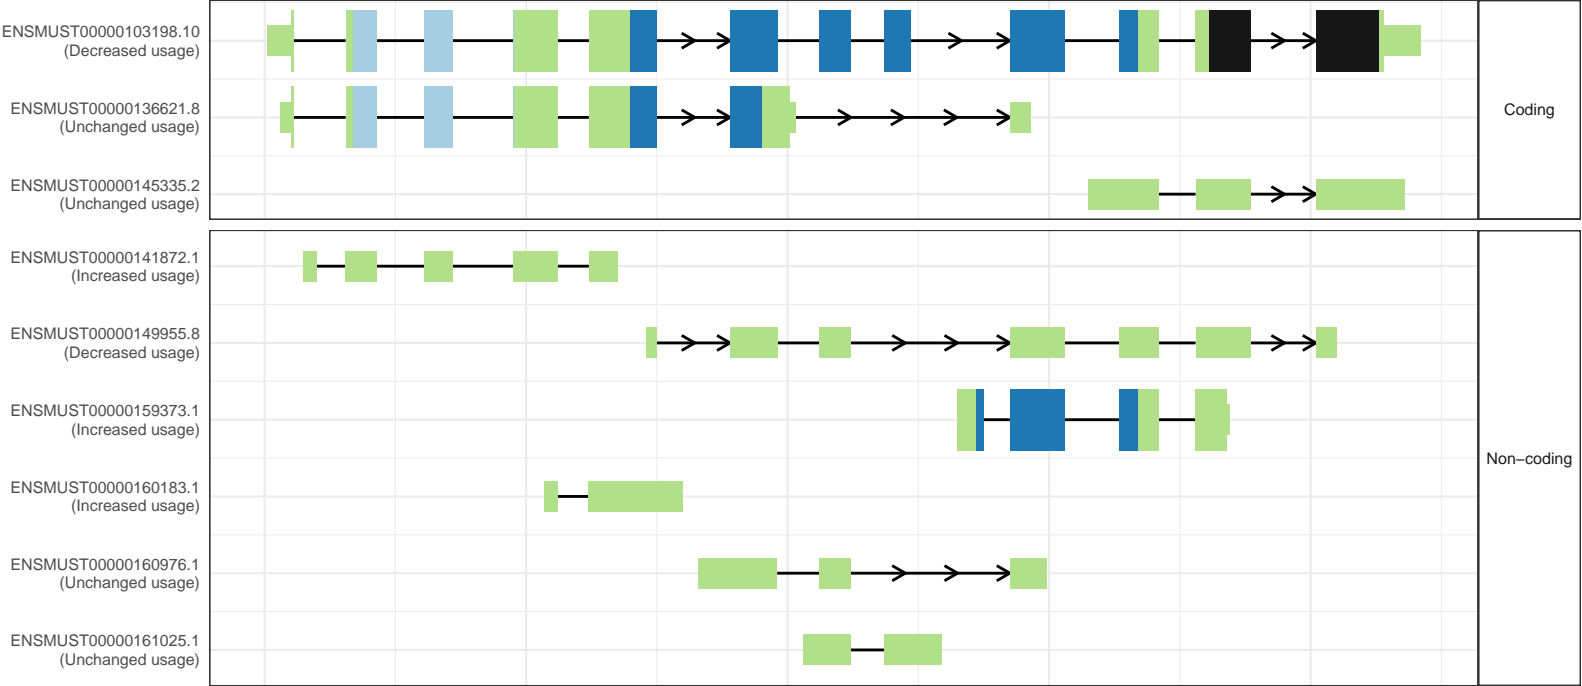 ENSMUST00000103198.10
(Decreased usage)
ENSMUST00000136621.8
(Unchanged usage)
ENSMUST00000145335.2
(Unchanged usage)
Coding
ENSMUST00000141872.1
(Increased usage)
ENSMUST00000149955.8
(Decreased usage)
ENSMUST00000159373.1
(Increased usage)
ENSMUST00000160183.1
(Increased usage)
ENSMUST00000160976.1
(Unchanged usage)
ENSMUST00000161025.1
(Unchanged usage)
Non−coding